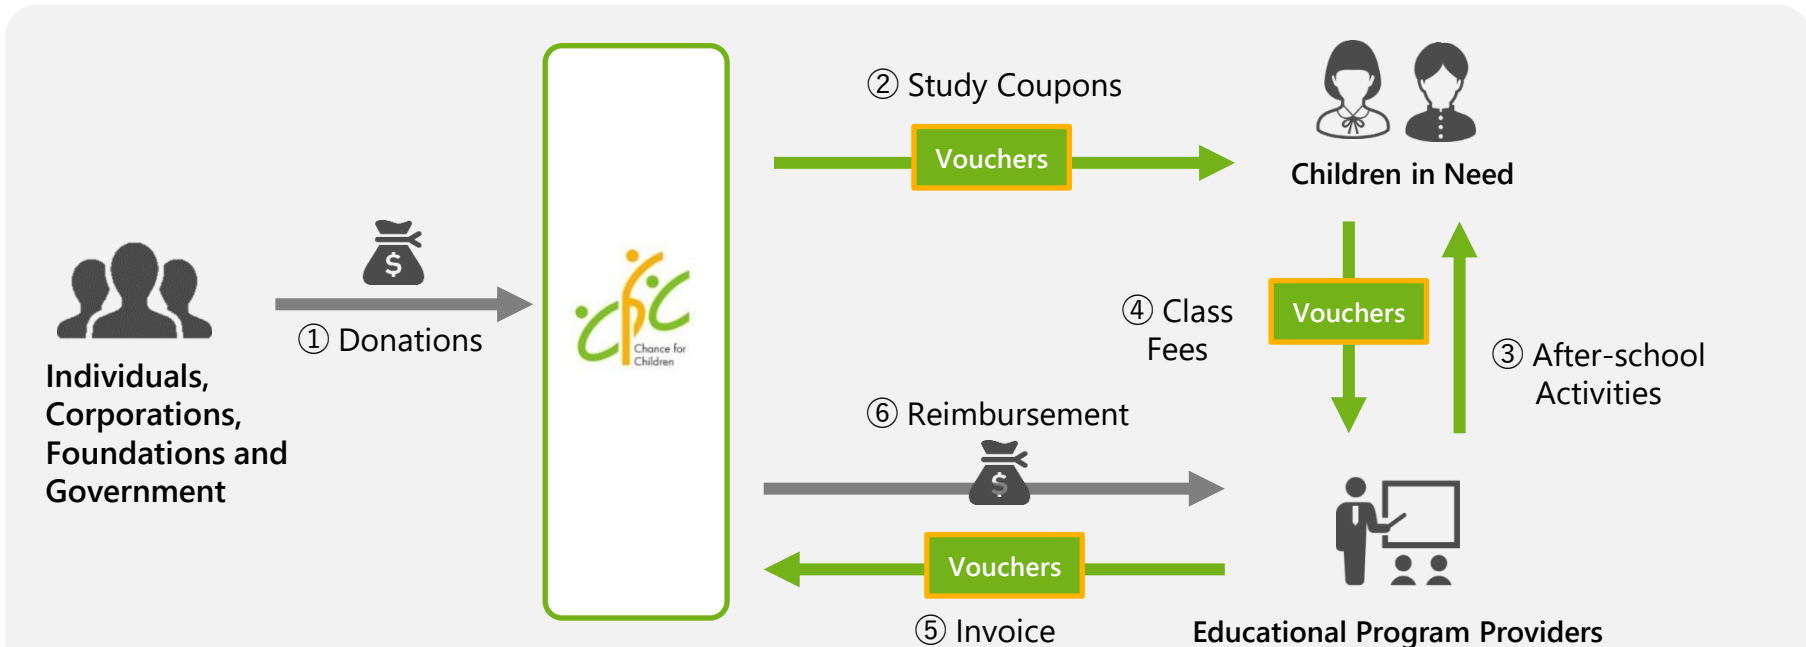 ② Study Coupons
Vouchers
Children in Need
$
① Donations
Individuals,
Corporations,
Foundations and
Government
Chance for
Children
④ Class
Fees
Vouchers
③ After-school
Activities
⑥ Reimbursement
$
Vouchers
⑤ Invoice
Educational Program Providers